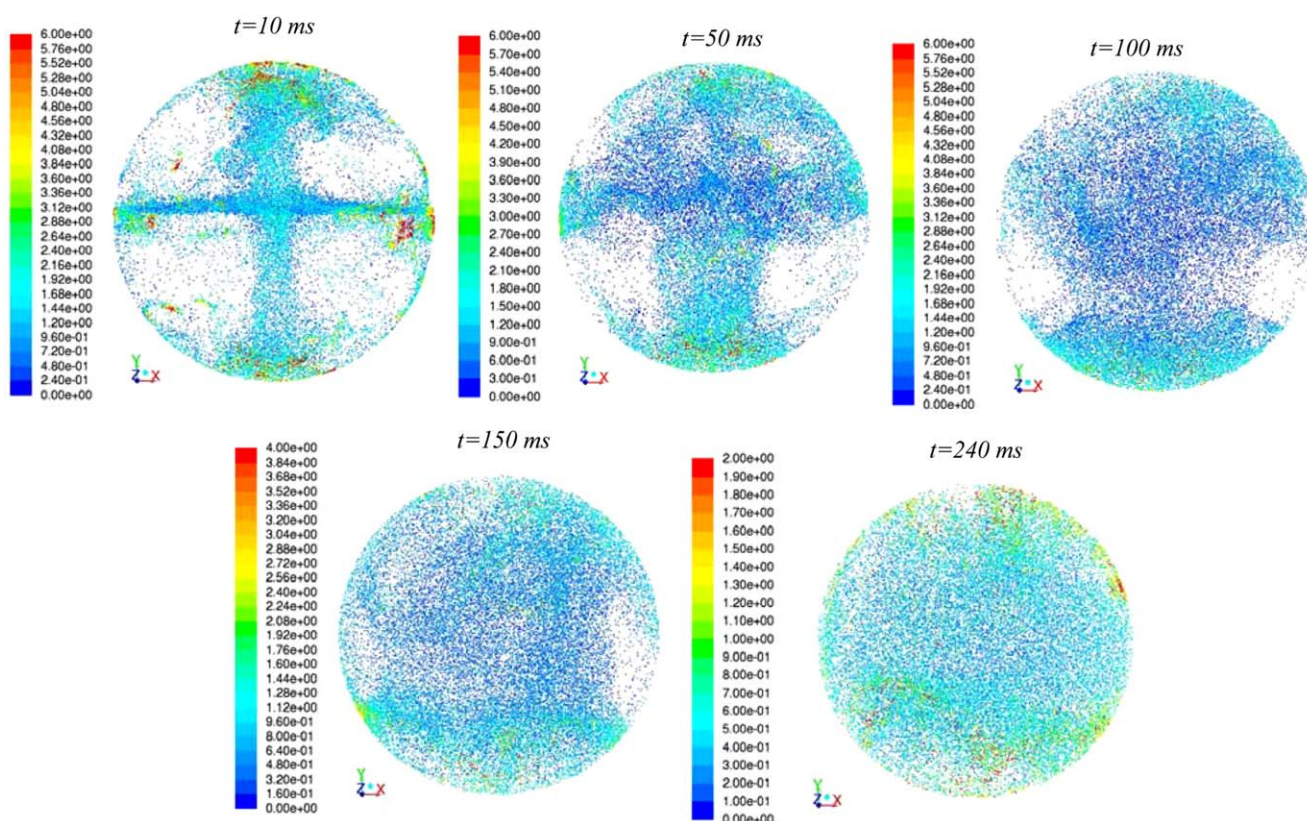 t=10 ms
6.00e+00
5.76e+00
5.52e+00
5.28e+00
5.04e+00
4.80e+00
4.56e+00
4.32e+00
4.08e+00
3.84e+00
3.60e+00
3.36e+00
3.12e+00
2.88e+00
2.64e+00
2.40e+00
2.16e+00
1.92e+00
1.68e+00
1.44e+00
1.20e+00
9.60e-01
7.20e-01
4.80e-01
2.40e-01
0.00e+00
Y
Z X
t=50 ms
6.00e+00
5.70e+00
5.40e+00
5.10e+00
4.80e+00
4.50e+00
4.20e+00
3.90e+00
3.60e+00
3.30e+00
3.00e+00
2.70e+00
2.40e+00
2.10e+00
1.80e+00
1.50e+00
1.20e+00
9.00e-01
6.00e-01
3.00e-01
0.00e+00
Y
Z X
t=100 ms
6.00e+00
5.76e+00
5.52e+00
5.28e+00
5.04e+00
4.80e+00
4.56e+00
4.32e+00
4.08e+00
3.84e+00
3.60e+00
3.36e+00
3.12e+00
2.88e+00
2.64e+00
2.40e+00
2.16e+00
1.92e+00
1.68e+00
1.44e+00
1.20e+00
9.60e-01
7.20e-01
4.80e-01
2.40e-01
0.00e+00
Y
Z X
t=150 ms
4.00e+00
3.84e+00
3.68e+00
3.52e+00
3.36e+00
3.20e+00
3.04e+00
2.88e+00
2.72e+00
2.56e+00
2.40e+00
2.24e+00
2.08e+00
1.92e+00
1.76e+00
1.60e+00
1.44e+00
1.28e+00
1.12e+00
9.60e-01
8.00e-01
6.40e-01
4.80e-01
3.20e-01
1.60e-01
0.00e+00
Y
Z X
t=240 ms
2.00e+00
1.90e+00
1.80e+00
1.70e+00
1.60e+00
1.50e+00
1.40e+00
1.30e+00
1.20e+00
1.10e+00
1.00e+00
9.00e-01
8.00e-01
7.00e-01
6.00e-01
5.00e-01
4.00e-01
3.00e-01
2.00e-01
1.00e-01
0.00e+00
Y
Z X